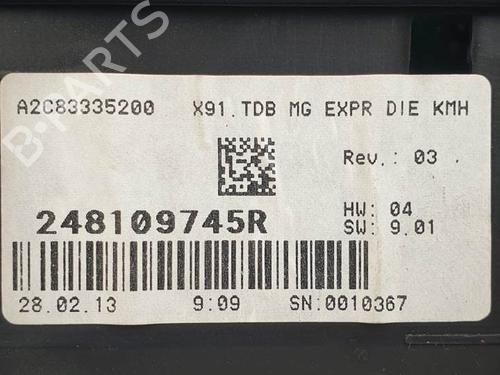 A2C83335200 X91.TDB MG EXPR DIE KMH
Rev.: 03
248109745R
HW: 04
SW: 9.01
28.02.13 9:09 SN:0010367
B-PARTS